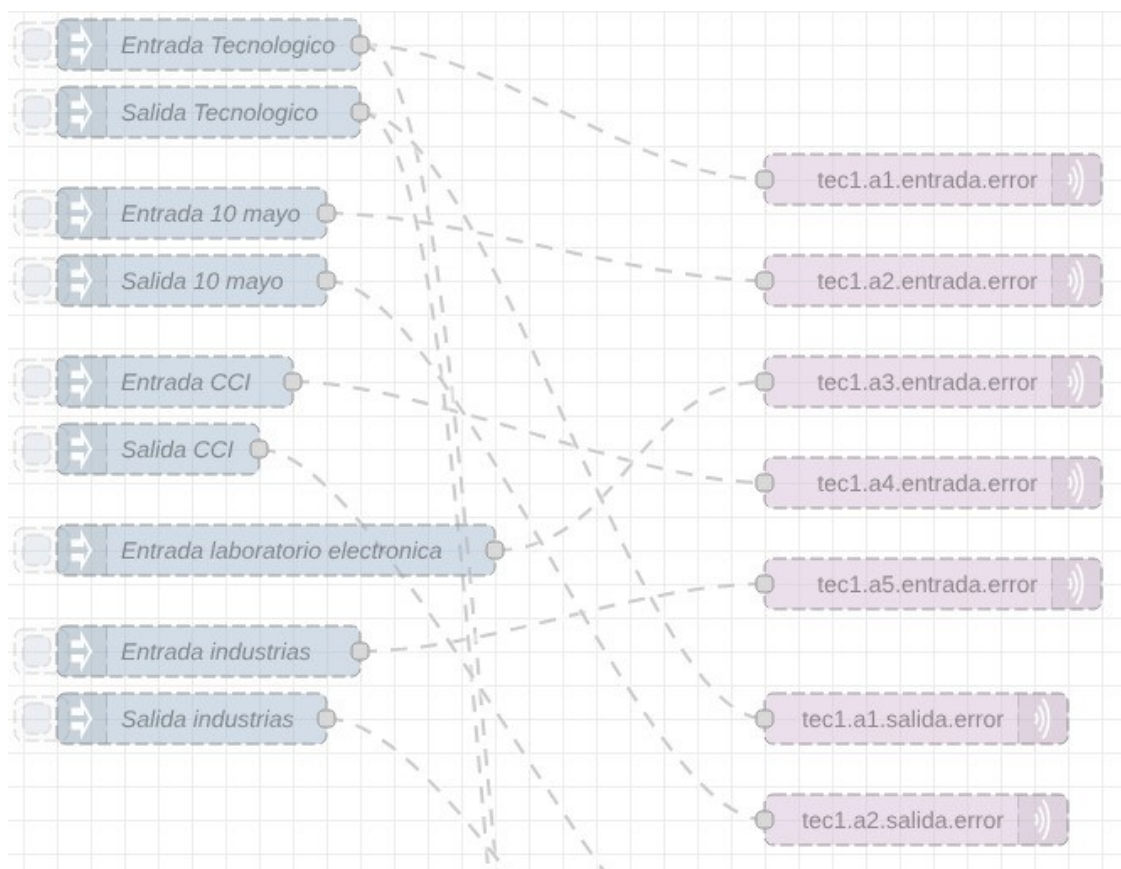 Entrada Tecnologico
Salida Tecnologico
Entrada 10 mayo
Salida 10 mayo
Entrada CCI
Salida CCI
Entrada laboratorio electronica
Entrada industrias
Salida industrias
tec1.a1.entrada.error
tec1.a2.entrada.error
tec1.a3.entrada.error
tec1.a4.entrada.error
tec1.a5.entrada.error
tec1.a1.salida.error
tec1.a2.salida.error